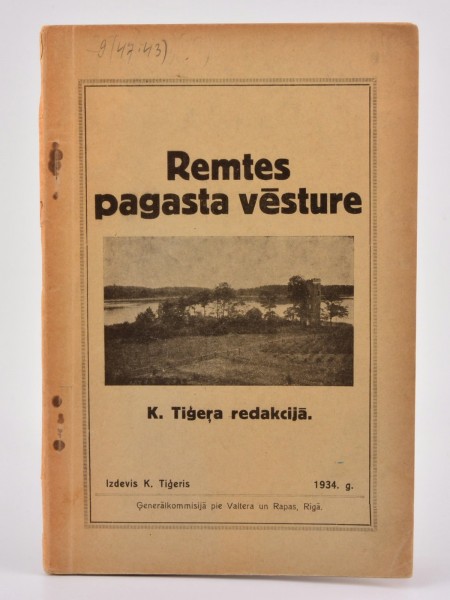 9(47.43)
Remtes
pagasta vēsture
K. Tiģeŗa redakcijā.
Izdevis K. Tiģeris 1934. g.
Ģenerālkommisijā pie Valtera un Rapas, Rīgā.